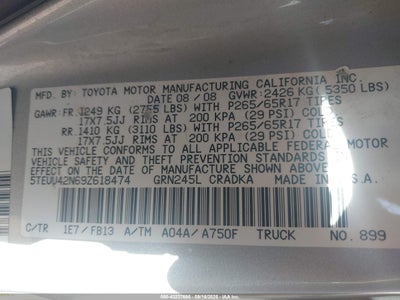 MFD. BY: TOYOTA MOTOR MANUFACTURING CALIFORNIA INC.
DATE 08/08 GVWR: 2426 KG (5350 LBS)
GAWR: FR. 1249 KG (2755 LBS) WITH P265/65R17 TIRES
17X7.5JJ RIMS AT 200 KPA (29 PSI) COLD
RR. 1410 KG (3110 LBS) WITH P265/65R17 TIRES
17X7.5JJ RIMS AT 200 KPA (29 PSI) COLD
THIS VEHICLE CONFORMS TO ALL APPLICABLE FEDERAL MOTOR
VEHICLE SAFETY AND BUMPER STANDARDS IN
EFFECT ON THE DATE OF MANUFACTURE SHOWN ABOVE.
5TEUU42N69Z618474 GRN245L CRADKA MADE IN U.S.A.
C/TR 1E7/FB13 A/TM A04A/A750F TRUCK NO. 899